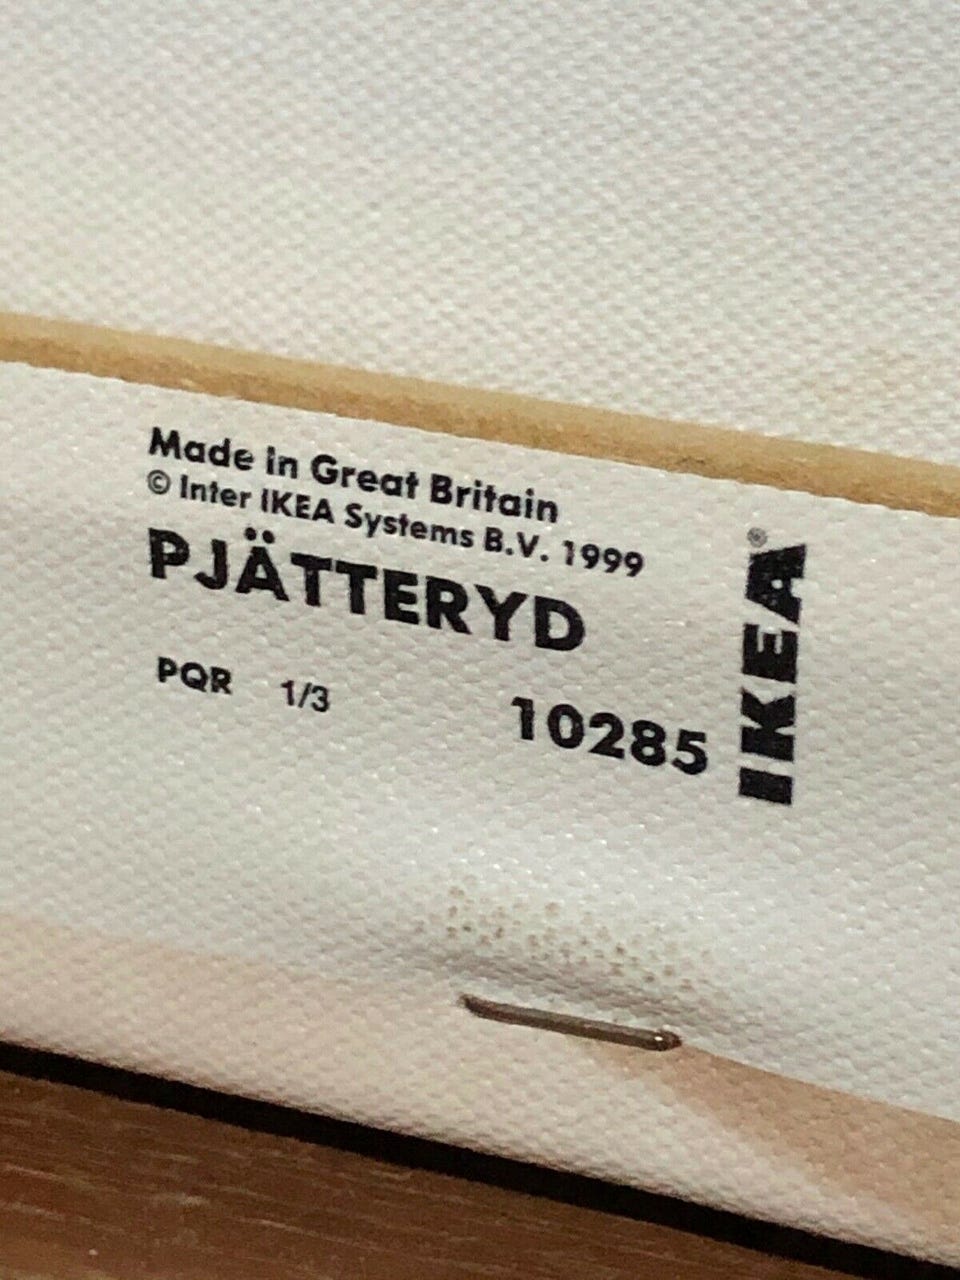 Made in Great Britain
© Inter IKEA Systems B.V. 1999
PJÄTTERYD
PQR 1/3
10285
IKEA®